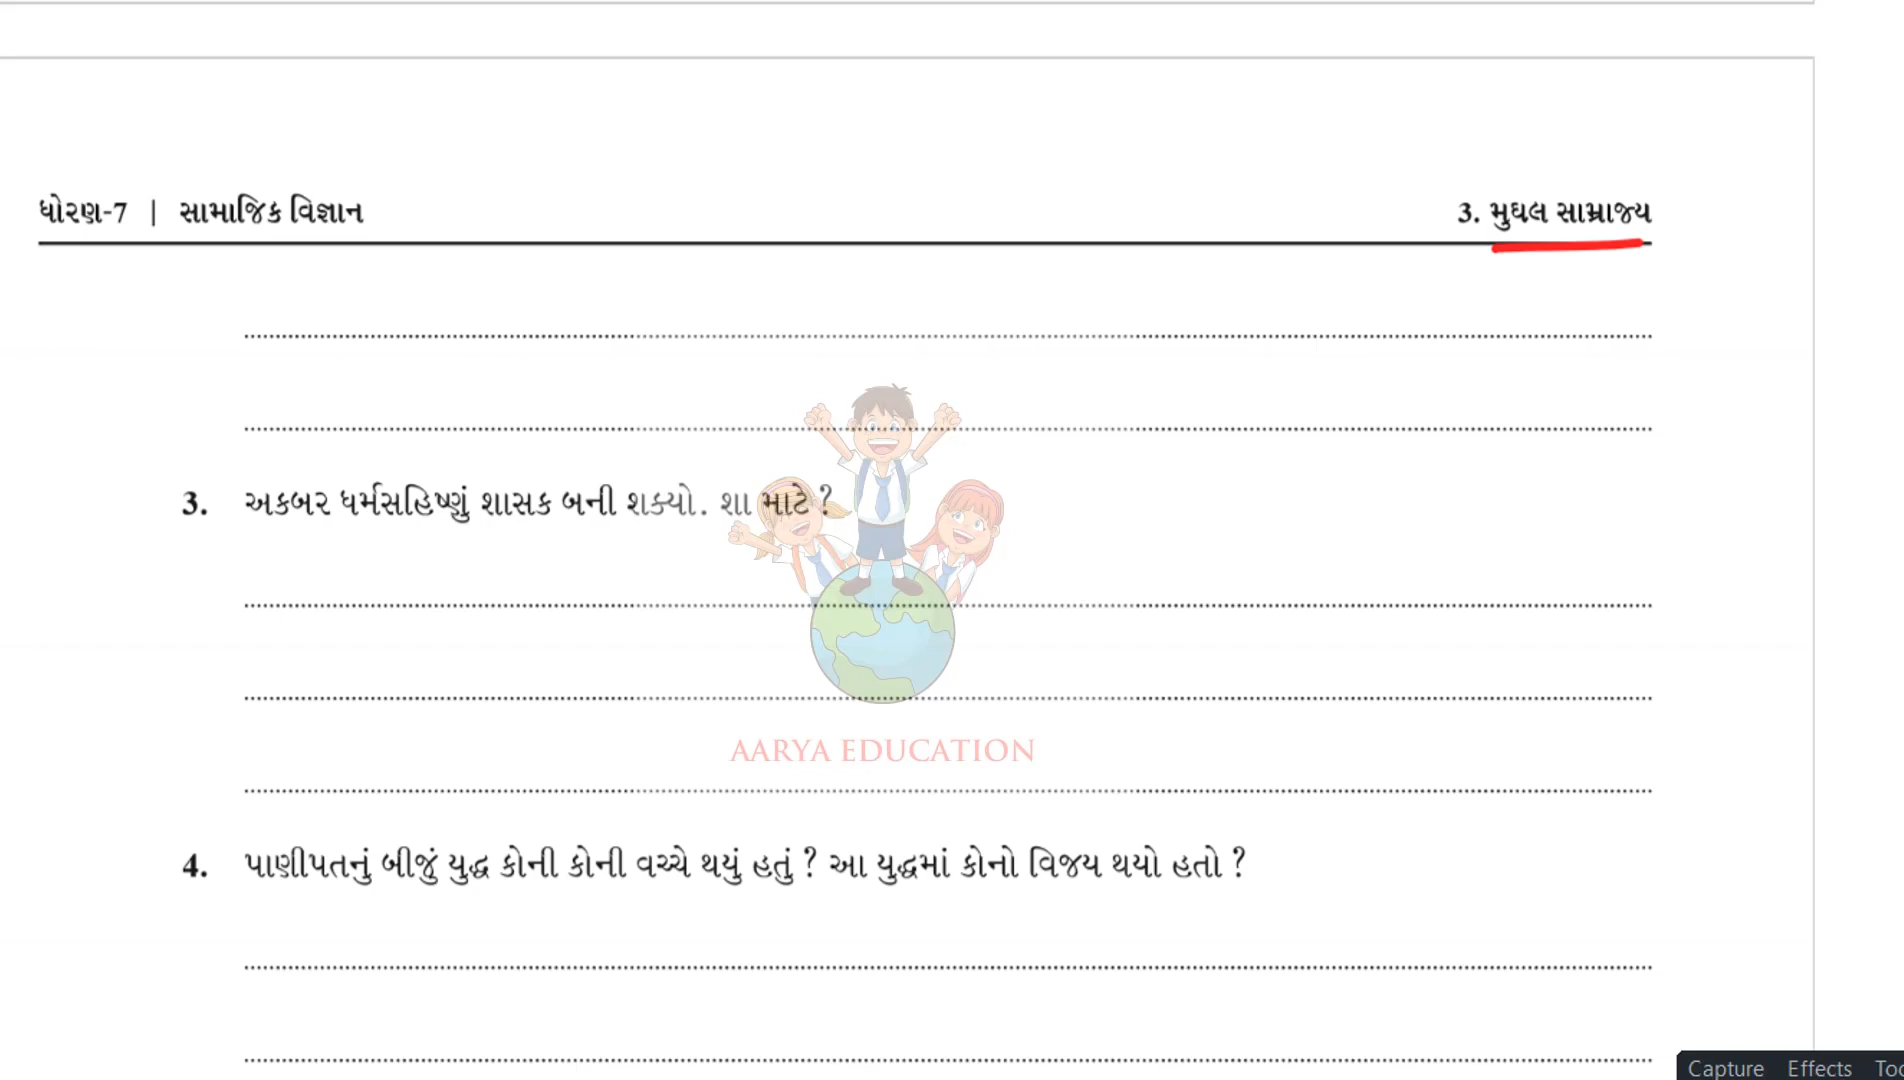 ધોરણ-7 | સામાજિક વિજ્ઞાન
3. મુઘલ સામ્રાજ્ય
3. અકબર ધર્મસહિષ્ણું શાસક બની શક્યો. શા માટે ?
AARYA EDUCATION
4. પાણીપતનું બીજું યુદ્ધ કોની કોની વચ્ચે થયું હતું ? આ યુદ્ધમાં કોનો વિજય થયો હતો ?
Capture Effects